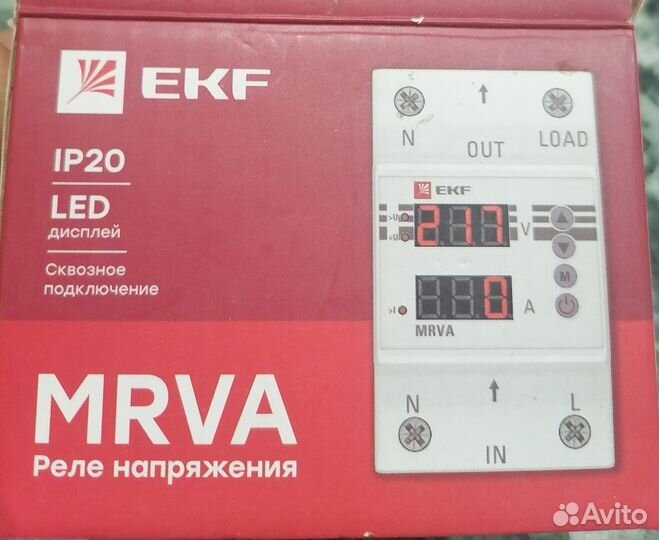 EKF
IP20
LED
дисплей
Сквозное
подключение
MRVA
Реле напряжения
N OUT LOAD
EKF
>U
<U
217 V
M
>I
0 A
MRVA
N L
IN
Avito